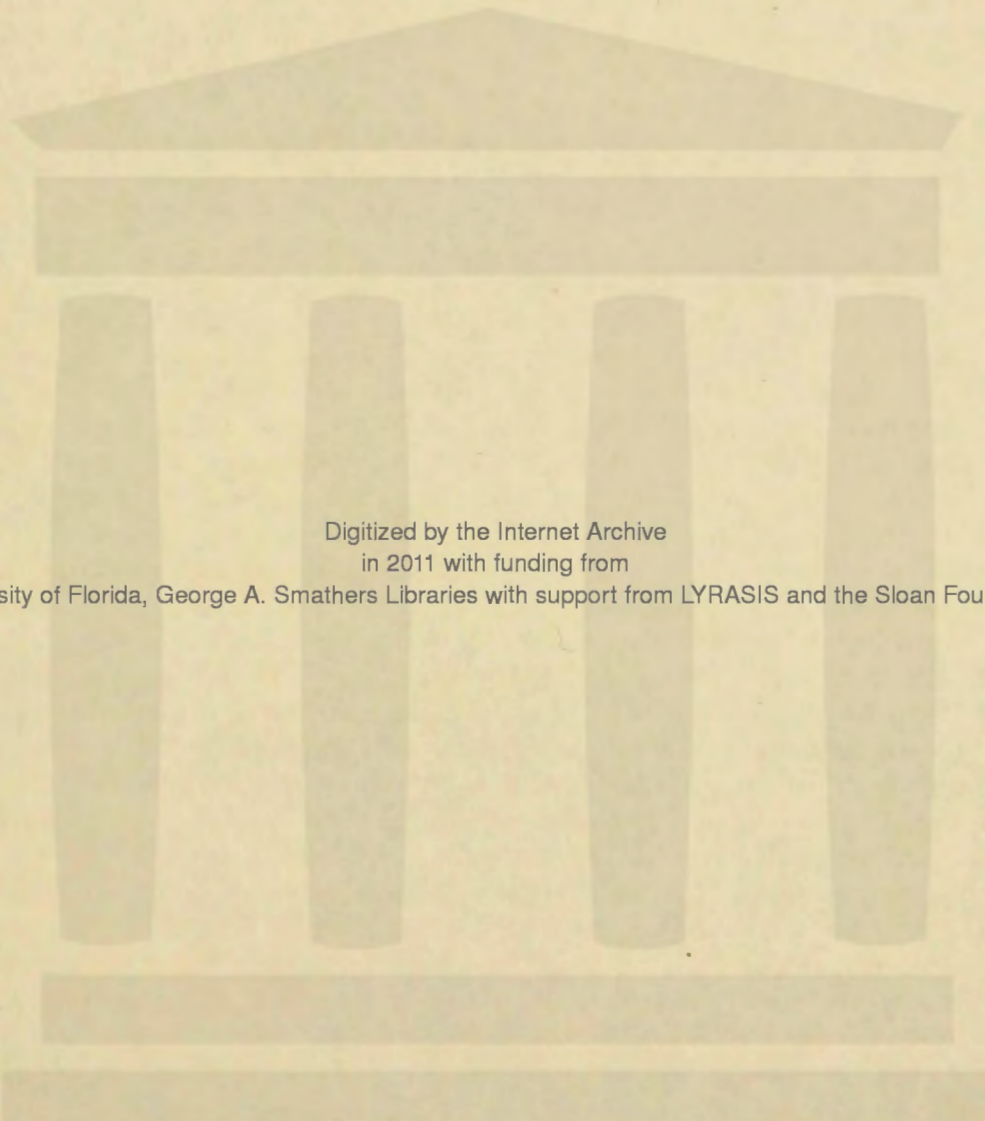 Digitized by the Internet Archive
in 2011 with funding from
sity of Florida, George A. Smathers Libraries with support from LYRASIS and the Sloan Fou